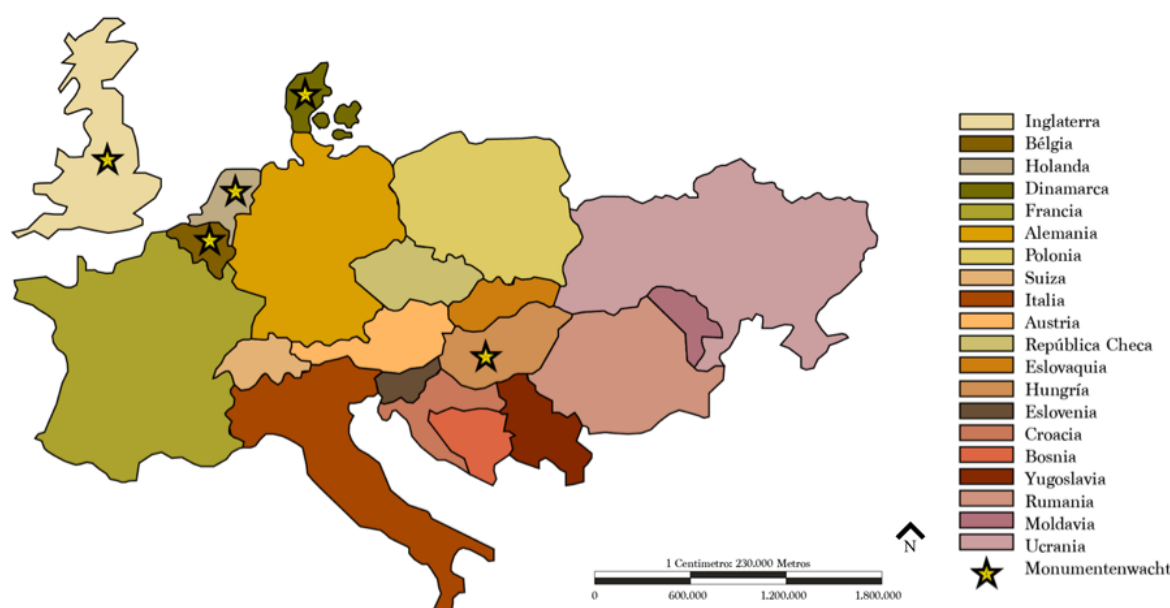 Inglaterra
Bélgia
Holanda
Dinamarca
Francia
Alemania
Polonia
Suiza
Italia
Austria
República Checa
Eslovaquia
Hungría
Eslovenia
Croacia
Bosnia
Yugoslavia
Rumania
Moldavia
Ucrania
Monumentenwacht
N
1 Centimetro: 230.000 Metros
0 600,000 1.200,000 1.800,000